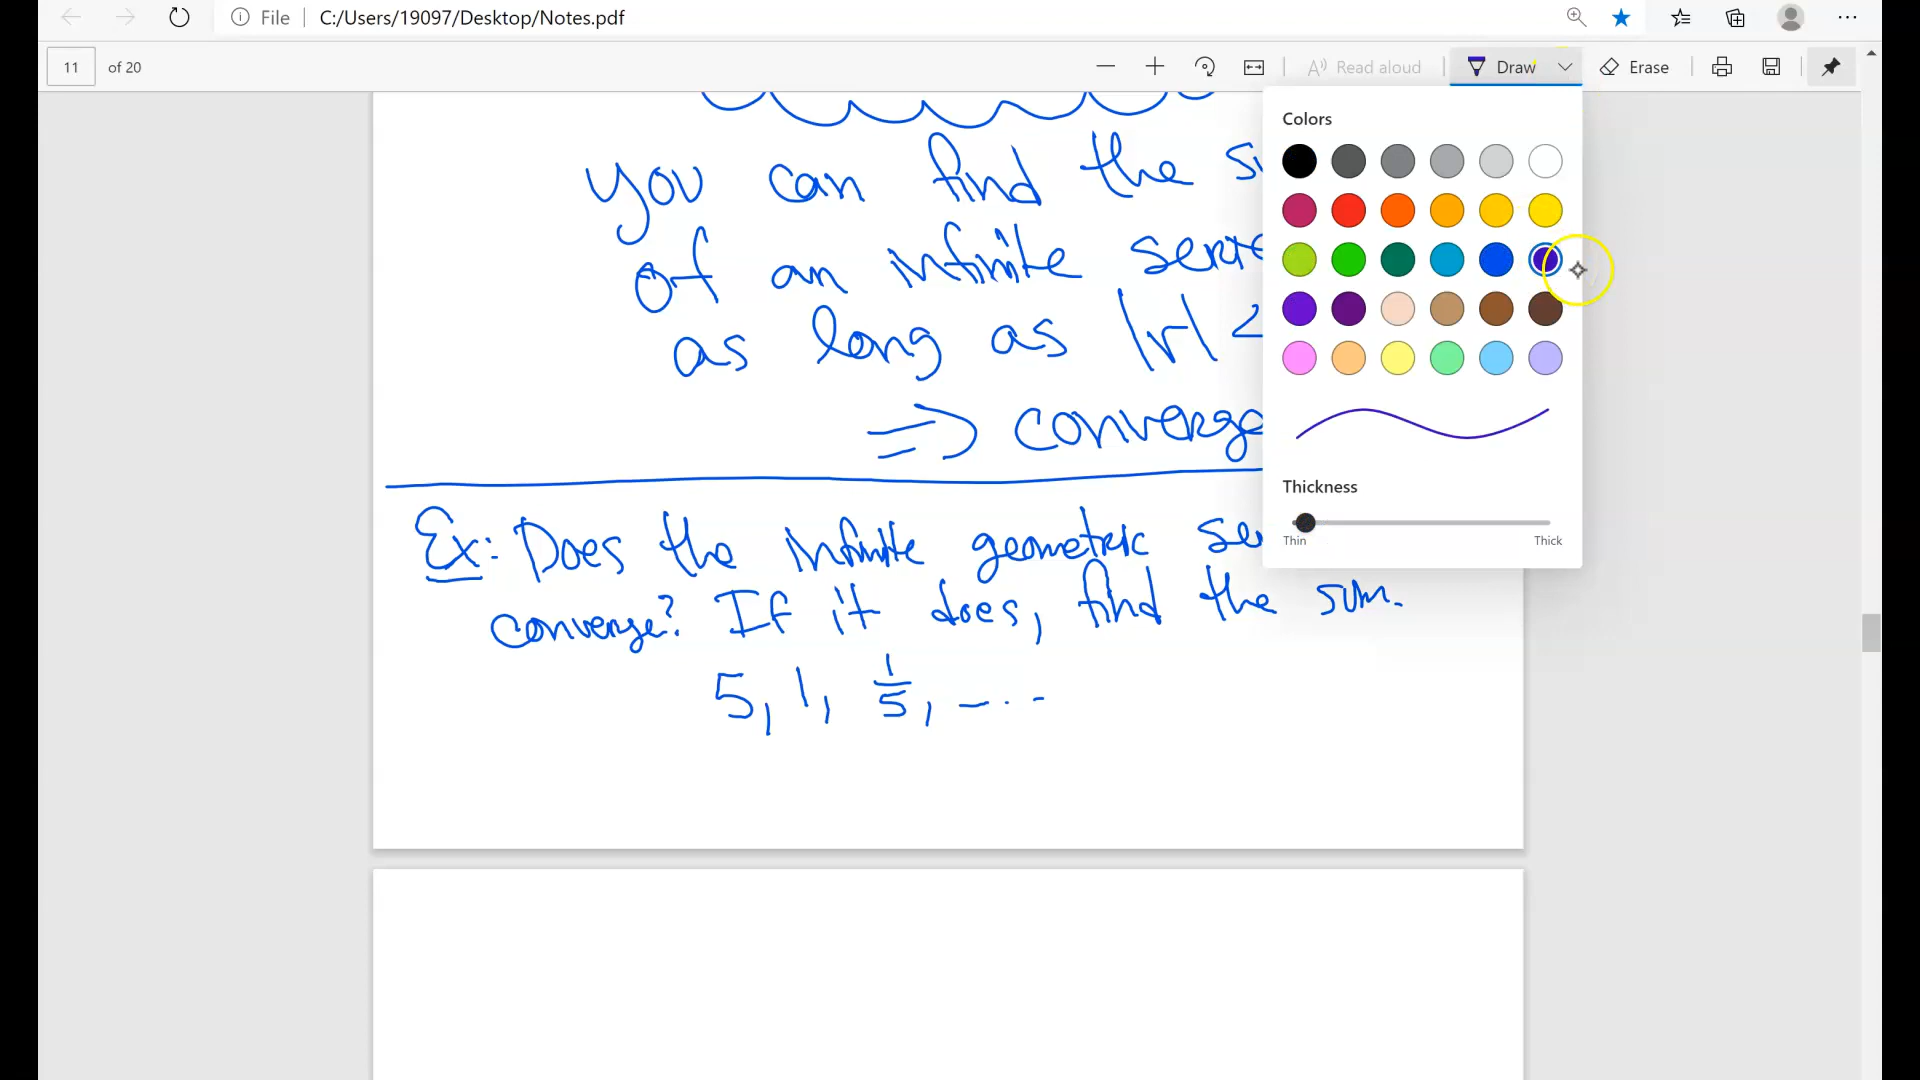 File C:/Users/19097/Desktop/Notes.pdf
11 of 20 Read aloud Draw Erase
Colors
you can find the
of an infinite
as long as |r| <
=> converge
Thickness
Thin Thick
Ex: Does the infinite geometric
converge? If it does, find the sum.
5, 1, 1/5, ...